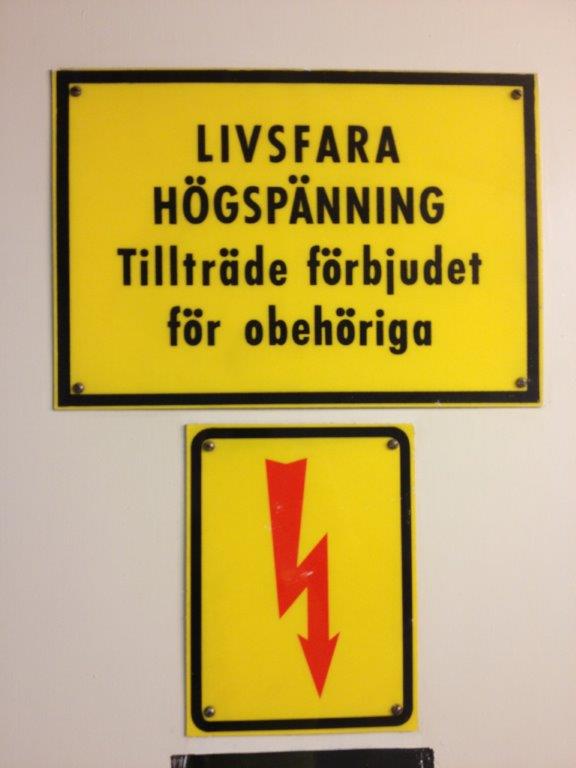 LIVSFARA
HÖGSPÄNNING
Tillträde förbjudet
för obehöriga